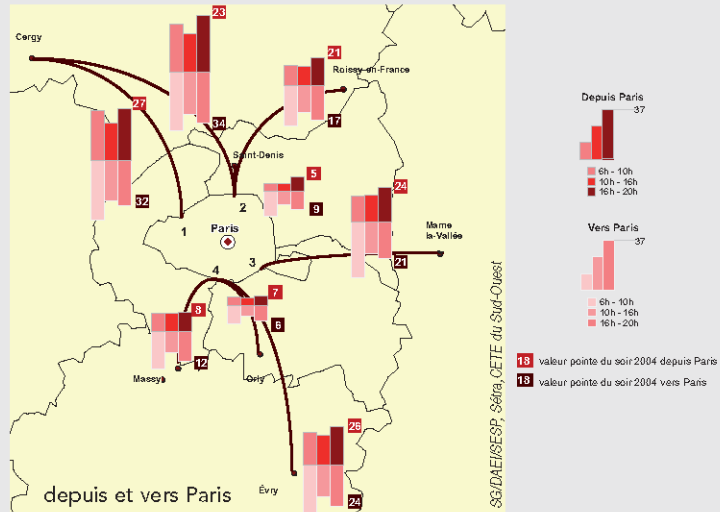 23
Cergy
21
Roissy-en-France
27
17
34
Saint-Denis
5
24
32
2
9
1
Paris
Marne
la-Vallée
3
21
4
7
8
6
12
Massy
Orly
26
Évry
24
depuis et vers Paris
SG/DAEI/SESP, Sétra, CETE du Sud-Ouest
Depuis Paris
37
6h - 10h
10h - 16h
16h - 20h
Vers Paris
37
6h - 10h
10h - 16h
16h - 20h
18 valeur pointe du soir 2004 depuis Paris
18 valeur pointe du soir 2004 vers Paris